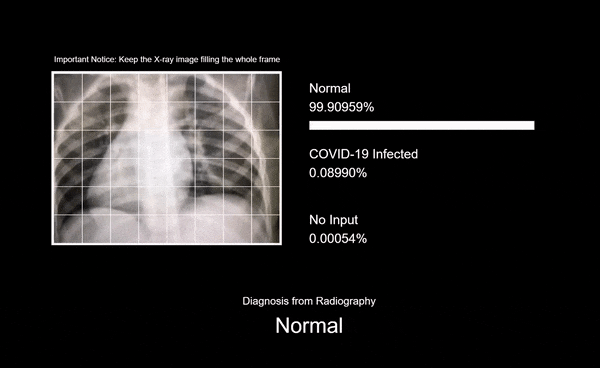 Important Notice: Keep the X-ray image filling the whole frame
Normal
99.90959%
COVID-19 Infected
0.08990%
No Input
0.00054%
Diagnosis from Radiography
Normal